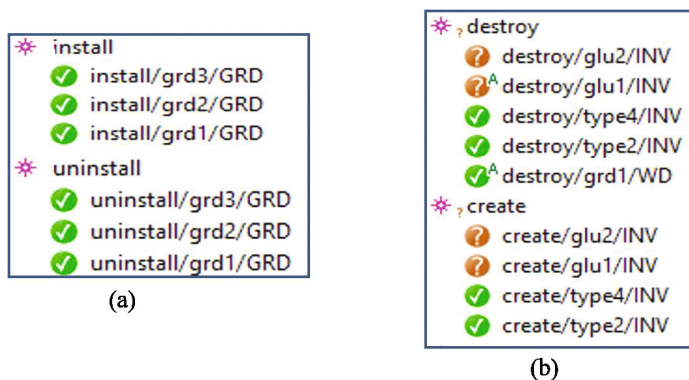 install
install/grd3/GRD
install/grd2/GRD
install/grd1/GRD
uninstall
uninstall/grd3/GRD
uninstall/grd2/GRD
uninstall/grd1/GRD
(a)
? destroy
? destroy/glu2/INV
? A destroy/glu1/INV
destroy/type4/INV
destroy/type2/INV
A destroy/grd1/WD
? create
? create/glu2/INV
? create/glu1/INV
create/type4/INV
create/type2/INV
(b)